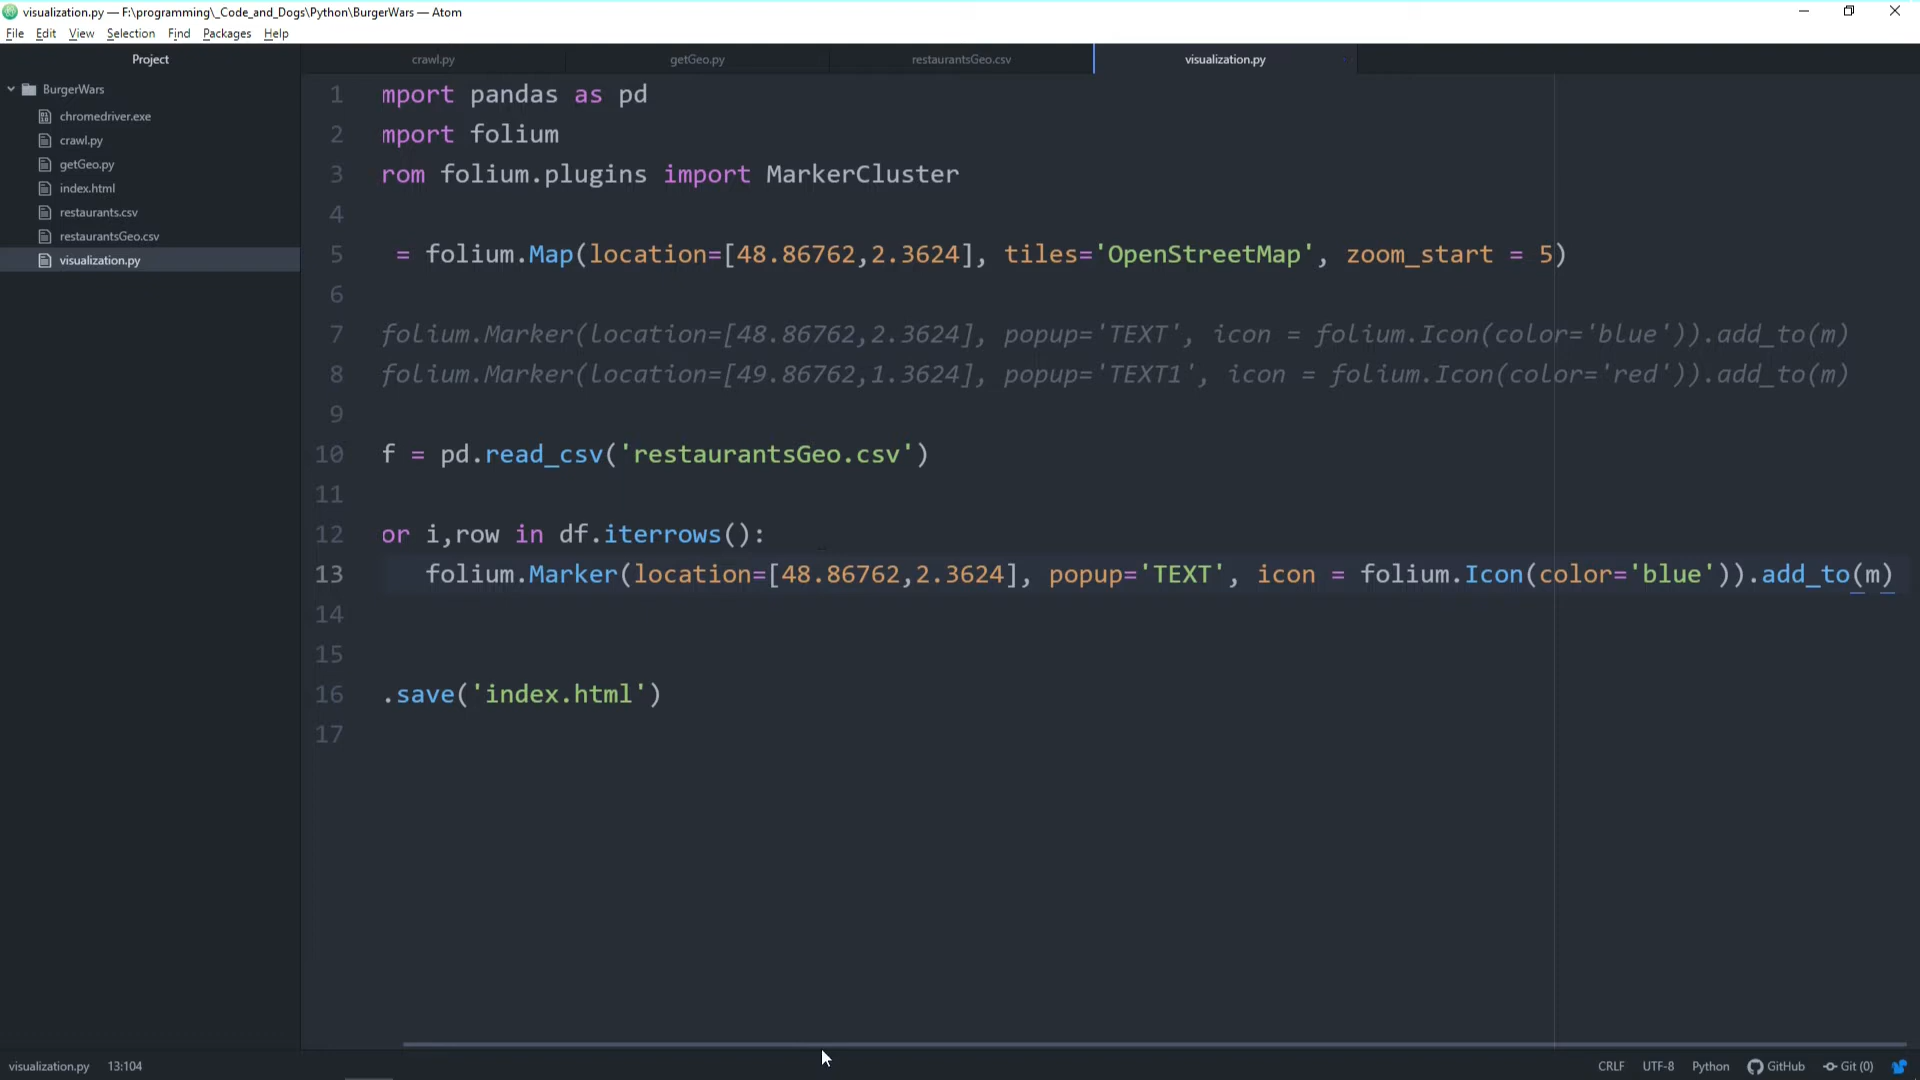 visualization.py — F:\programming\_Code_and_Dogs\Python\BurgerWars — Atom
File Edit View Selection Find Packages Help
Project
crawl.py
getGeo.py
restaurantsGeo.csv
visualization.py
BurgerWars
chromedriver.exe
crawl.py
getGeo.py
index.html
restaurants.csv
restaurantsGeo.csv
visualization.py
1 mport pandas as pd
2 mport folium
3 rom folium.plugins import MarkerCluster
4
5 = folium.Map(location=[48.86762,2.3624], tiles='OpenStreetMap', zoom_start = 5)
6
7 folium.Marker(location=[48.86762,2.3624], popup='TEXT', icon = folium.Icon(color='blue')).add_to(m)
8 folium.Marker(location=[49.86762,1.3624], popup='TEXT1', icon = folium.Icon(color='red')).add_to(m)
9
10 f = pd.read_csv('restaurantsGeo.csv')
11
12 or i,row in df.iterrows():
13 folium.Marker(location=[48.86762,2.3624], popup='TEXT', icon = folium.Icon(color='blue')).add_to(m)
14
15
16 .save('index.html')
17
visualization.py 13:104
CRLF UTF-8 Python GitHub Git (0)